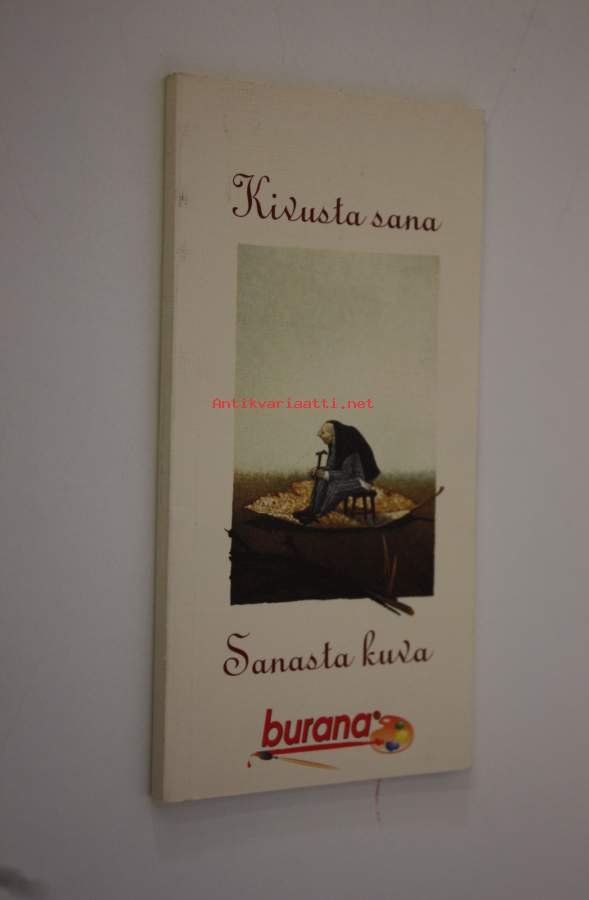 Kivusta sana
Antikvariaatti.net
Sanasta kuva
burana